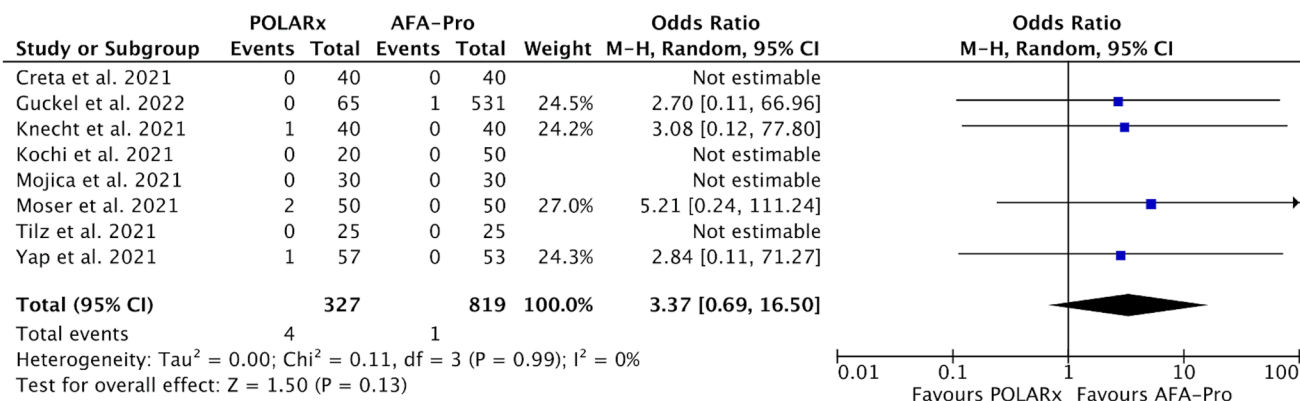 POLARx AFA-Pro Odds Ratio Odds Ratio
Study or Subgroup Events Total Events Total Weight M-H, Random, 95% CI M-H, Random, 95% CI
Creta et al. 2021 0 40 0 40 Not estimable
Guckel et al. 2022 0 65 1 531 24.5% 2.70 [0.11, 66.96]
Knecht et al. 2021 1 40 0 40 24.2% 3.08 [0.12, 77.80]
Kochi et al. 2021 0 20 0 50 Not estimable
Mojica et al. 2021 0 30 0 30 Not estimable
Moser et al. 2021 2 50 0 50 27.0% 5.21 [0.24, 111.24]
Tilz et al. 2021 0 25 0 25 Not estimable
Yap et al. 2021 1 57 0 53 24.3% 2.84 [0.11, 71.27]
Total (95% CI) 327 819 100.0% 3.37 [0.69, 16.50]
Total events 4 1
Heterogeneity: Tau² = 0.00; Chi² = 0.11, df = 3 (P = 0.99); I² = 0%
Test for overall effect: Z = 1.50 (P = 0.13)
0.01 0.1 1 10 100
Favours POLARx Favours AFA-Pro